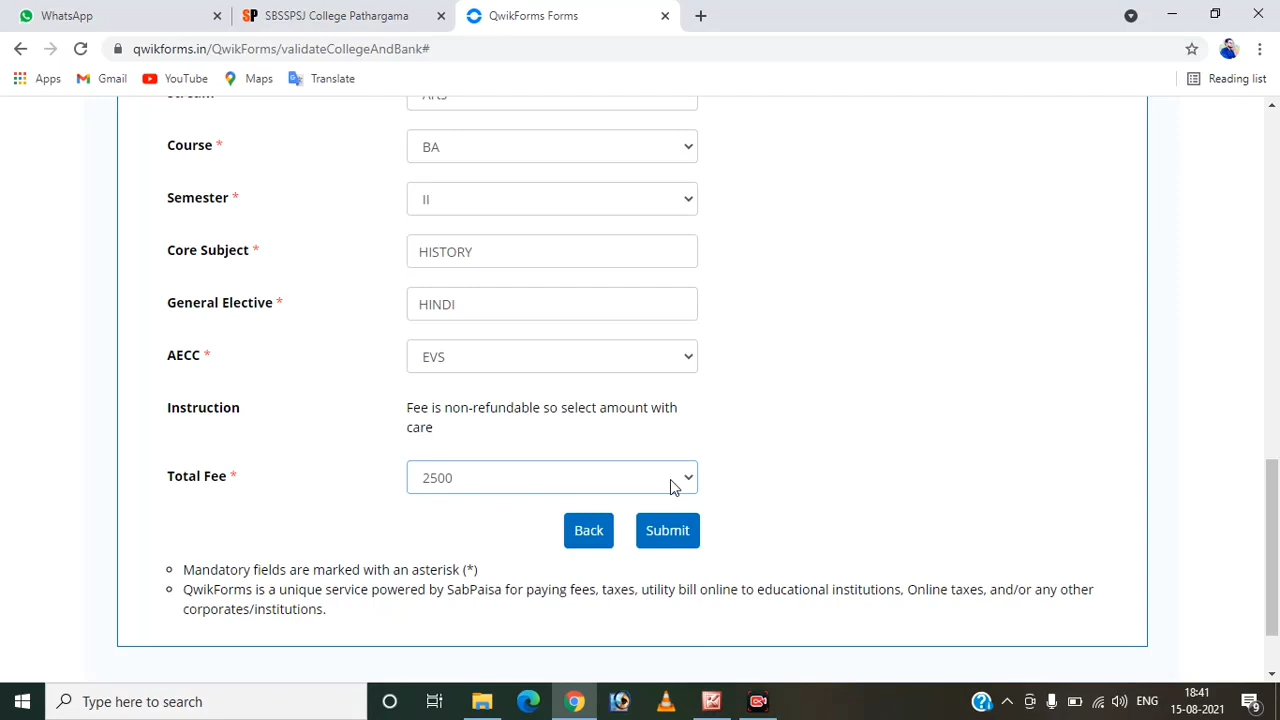 WhatsApp
SBSSPSJ College Pathargama
QwikForms Forms
qwikforms.in/QwikForms/validateCollegeAndBank#
Apps
Gmail
YouTube
Maps
Translate
Reading list
Stream
Arts
Course *
BA
Semester *
II
Core Subject *
HISTORY
General Elective *
HINDI
AECC *
EVS
Instruction
Fee is non-refundable so select amount with
care
Total Fee *
2500
Back
Submit
Mandatory fields are marked with an asterisk (*)
QwikForms is a unique service powered by SabPaisa for paying fees, taxes, utility bill online to educational institutions, Online taxes, and/or any other
corporates/institutions.
Type here to search
ENG
18:41
15-08-2021
9